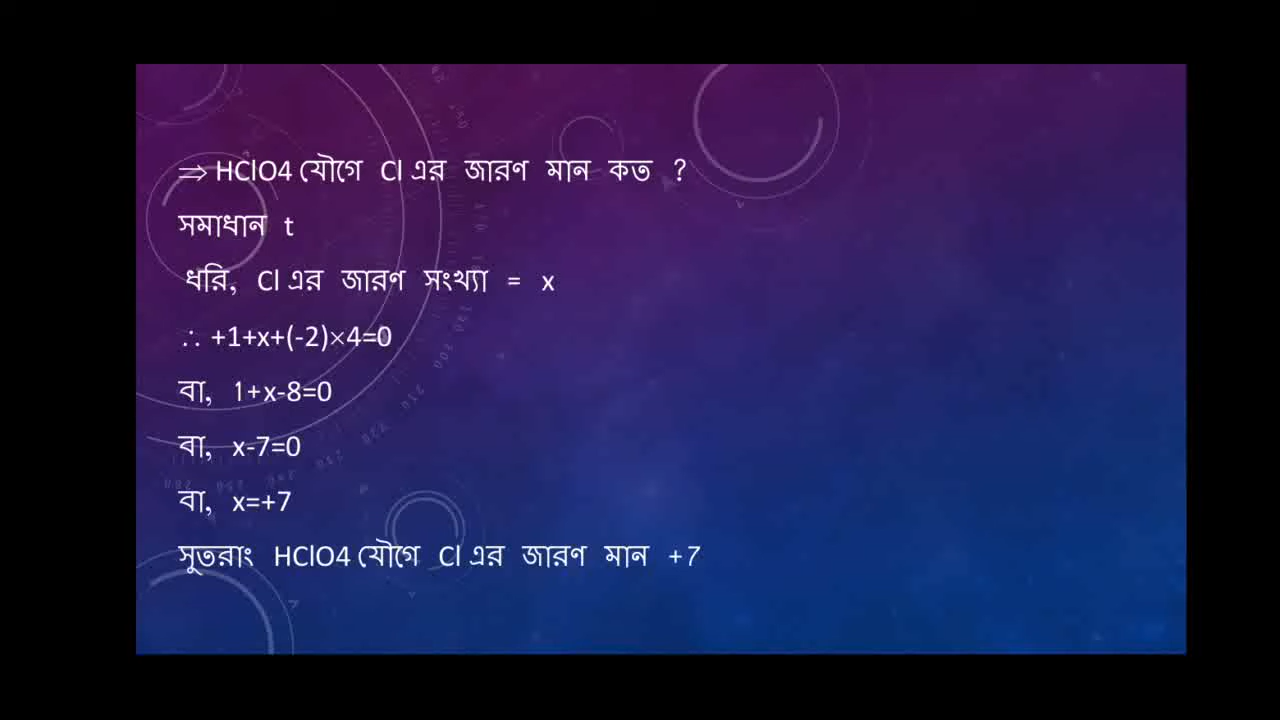 ⇒ HClO4 যৌগে Cl এর জারণ মান কত ?
সমাধান t
ধরি, Cl এর জারণ সংখ্যা = x
∴ +1+x+(-2)×4=0
বা, 1+x-8=0
বা, x-7=0
বা, x=+7
সূতরাং HClO4 যৌগে Cl এর জারণ মান +7